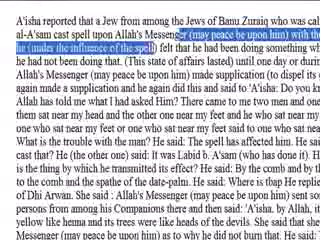 A'isha reported that a Jew from among the Jews of Banu Zuraiq who was cal
al-A'sam cast spell upon Allah's Messenger (may peace be upon him) with the
he (under the influence of the spell) felt that he had been doing something wh
he had not been doing that. (This state of affairs lasted) until one day or durin
Allah's Messenger (may peace be upon him) made supplication (to dispel its e
again made a supplication and he again did this and said to 'A'isha: Do you kn
Allah has told me what I had asked Him? There came to me two men and one
them sat near my head and the other one near my feet and he who sat near my
one who sat near my feet or one who sat near my feet said to one who sat near
What is the trouble with the man? He said: The spell has affected him. He sa
cast that? He (the other one) said: It was Labid b. A'sam (who has done it). H
is the thing by which he transmitted its effect? He said: By the comb and by th
to the comb and the spathe of the date-palm. He said: Where is that He replied
of Dhi Arwan. She said : Allah's Messenger (may peace be upon him) sent som
persons from among his Companions there and then said: 'A'isha. by Allah, it
yellow like henna and its trees were like heads of the devils. She said that she
Messenger (may peace be upon him) as to why he did not burn that. He said: